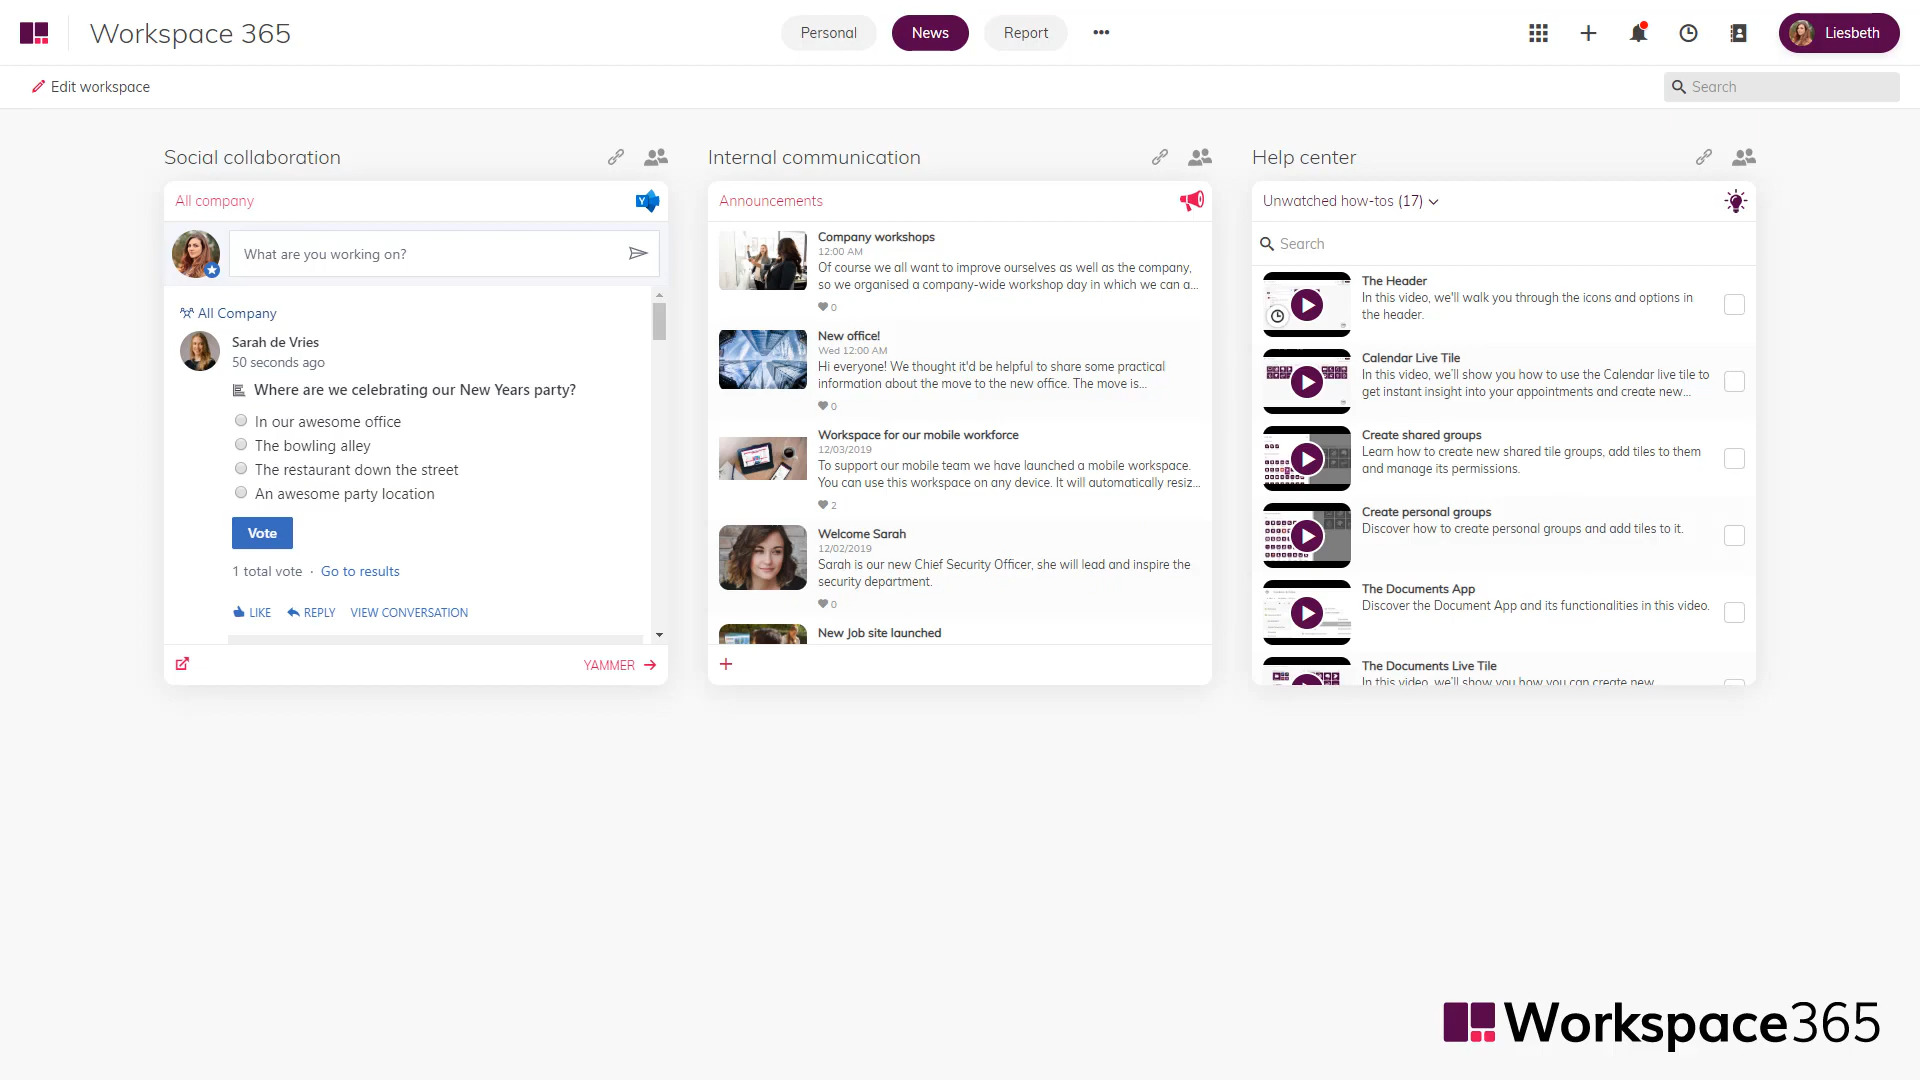 Workspace 365
Personal
News
Report
Liesbeth
Edit workspace
Search
Social collaboration
All company
What are you working on?
All Company
Sarah de Vries
50 seconds ago
Where are we celebrating our New Years party?
In our awesome office
The bowling alley
The restaurant down the street
An awesome party location
Vote
1 total vote · Go to results
LIKE REPLY VIEW CONVERSATION
YAMMER
Internal communication
Announcements
Company workshops
12:00 AM
Of course we all want to improve ourselves as well as the company,
so we organised a company-wide workshop day in which we can a...
0
New office!
Wed 12:00 AM
Hi everyone! We thought it'd be helpful to share some practical
information about the move to the new office. The move is...
0
Workspace for our mobile workforce
12/03/2019
To support our mobile team we have launched a mobile workspace.
You can use this workspace on any device. It will automatically resiz...
2
Welcome Sarah
12/02/2019
Sarah is our new Chief Security Officer, she will lead and inspire the
security department.
0
New Job site launched
Help center
Unwatched how-tos (17)
Search
The Header
In this video, we'll walk you through the icons and options in
the header.
Calendar Live Tile
In this video, we'll show you how to use the Calendar live tile to
get instant insight into your appointments and create new...
Create shared groups
Learn how to create new shared tile groups, add tiles to them
and manage its permissions.
Create personal groups
Discover how to create personal groups and add tiles to it.
The Documents App
Discover the Document App and its functionalities in this video.
The Documents Live Tile
In this video, we'll show you how you can create new
Workspace365